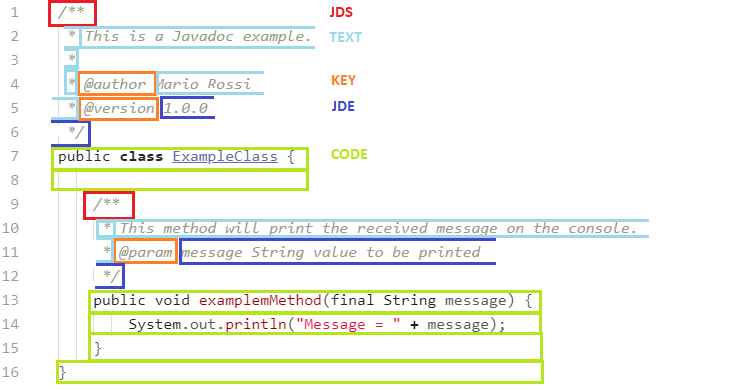 1 /** JDS
2 * This is a Javadoc example. TEXT
3 *
4 * @author Mario Rossi KEY
5 * @version 1.0.0 JDE
6 */
7 public class ExampleClass { CODE
8
9 /**
10 * This method will print the received message on the console.
11 * @param message String value to be printed
12 */
13 public void examplemMethod(final String message) {
14 System.out.println("Message = " + message);
15 }
16 }